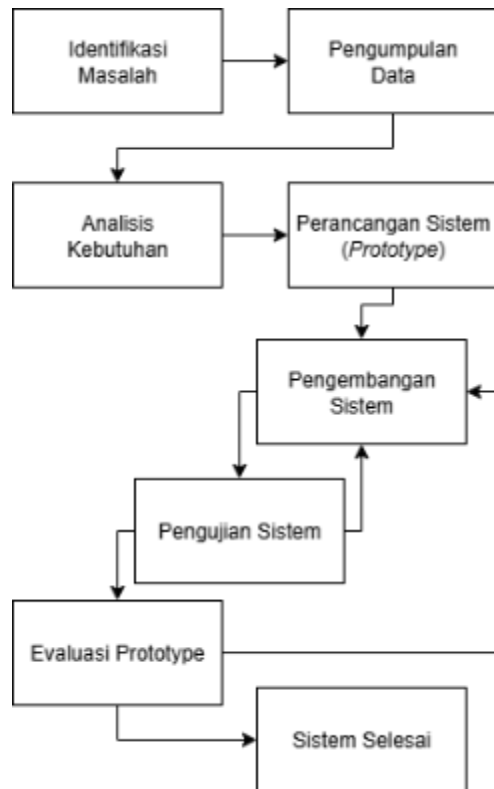 Identifikasi
Masalah
Pengumpulan
Data
Analisis
Kebutuhan
Perancangan Sistem
(Prototype)
Pengembangan
Sistem
Pengujian Sistem
Evaluasi Prototype
Sistem Selesai